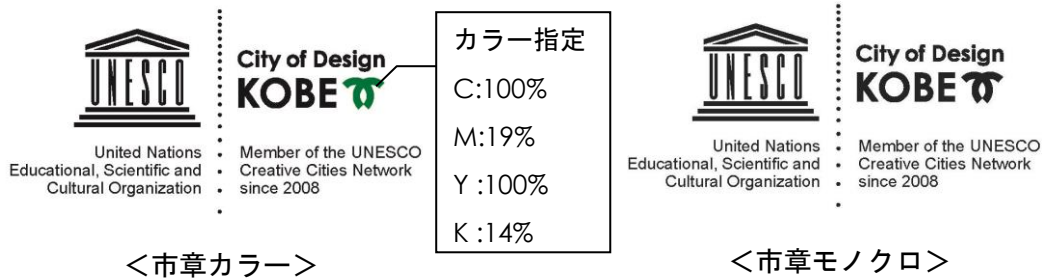 UNESCO
City of Design
KOBE
United Nations
Educational, Scientific and
Cultural Organization
Member of the UNESCO
Creative Cities Network
since 2008
<市章カラー>
カラー指定
C:100%
M:19%
Y :100%
K :14%
UNESCO
City of Design
KOBE
United Nations
Educational, Scientific and
Cultural Organization
Member of the UNESCO
Creative Cities Network
since 2008
<市章モノクロ>